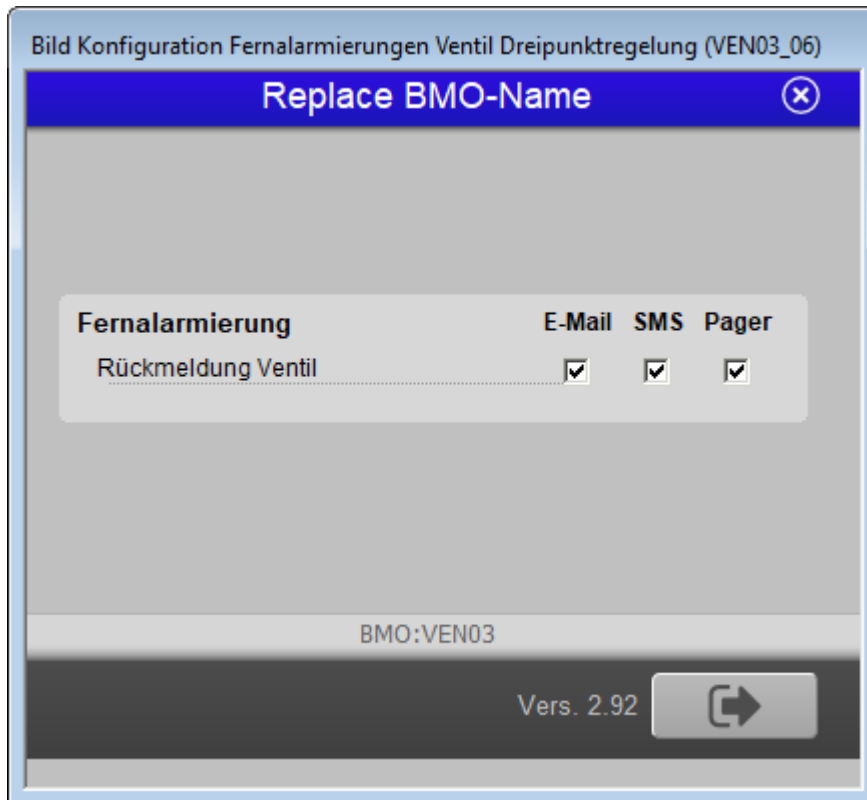 Bild Konfiguration Fernalarmierungen Ventil Dreipunktregelung (VEN03_06)
Replace BMO-Name
Fernalarmierung E-Mail SMS Pager
Rückmeldung Ventil
BMO:VEN03
Vers. 2.92